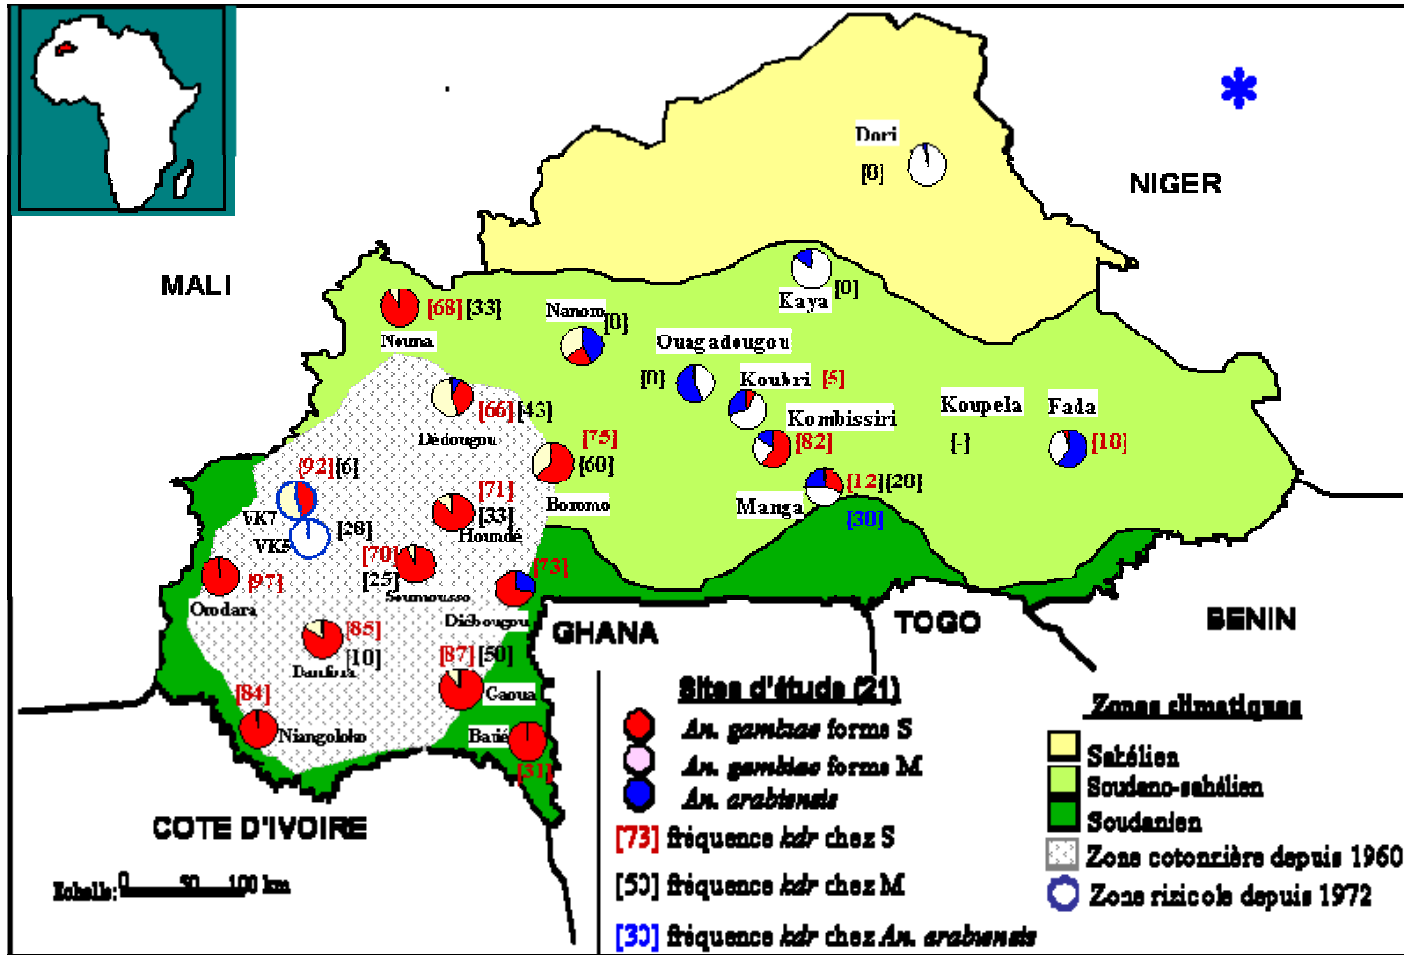 Dori
[0]
NIGER
MALI
Kaya
[0]
[68] [33]
Nouna
Nanoro
[0]
Ouagadougou
[0]
Koubri [5]
Kombissiri
[82]
Koupela
[-]
Fada
[10]
[66] [43]
Dédougou
[75]
[60]
Boromo
Manga
[12] [20]
[30]
[92] [6]
VK7
VK5
[20]
[71]
[33]
Houndé
[70]
[25]
Soumousso
[73]
Diébougou
[97]
Orodara
[85]
[10]
Banfora
[87] [50]
Gaoua
[84]
Niangoloko
Batié
[31]
GHANA
TOGO
BENIN
COTE D'IVOIRE
Echelle: 0 50 100 km
Sites d'étude (21)
An. gambiae forme S
An. gambiae forme M
An. arabiensis
[73] fréquence kdr chez S
[50] fréquence kdr chez M
[30] fréquence kdr chez An. arabiensis
Zones climatiques
Sahélien
Soudano-sahélien
Soudanien
Zone cotonnière depuis 1960
Zone rizicole depuis 1972